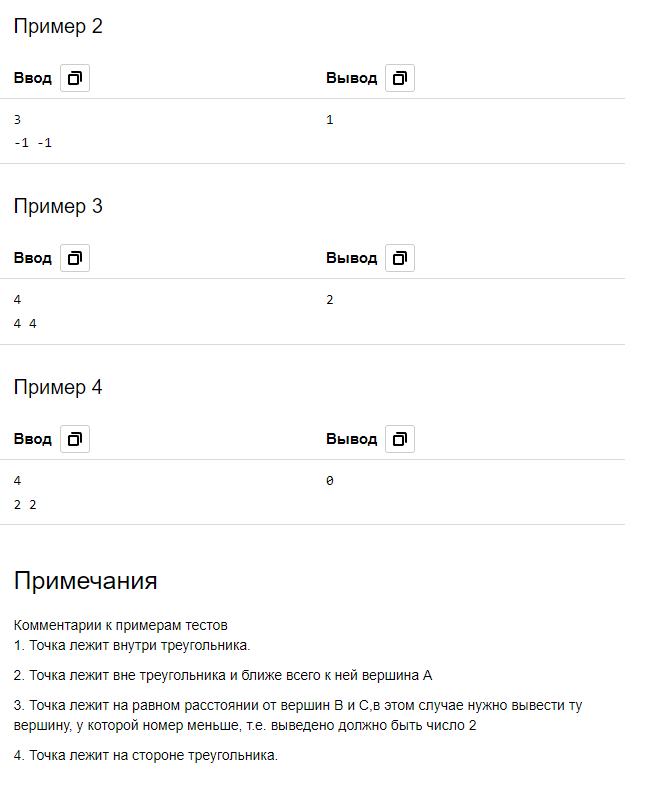 Пример 2
Ввод Вывод
3 1
-1 -1
Пример 3
Ввод Вывод
4 2
4 4
Пример 4
Ввод Вывод
4 0
2 2
Примечания
Комментарии к примерам тестов
1. Точка лежит внутри треугольника.
2. Точка лежит вне треугольника и ближе всего к ней вершина A
3. Точка лежит на равном расстоянии от вершин B и C,в этом случае нужно вывести ту
вершину, у которой номер меньше, т.е. выведено должно быть число 2
4. Точка лежит на стороне треугольника.